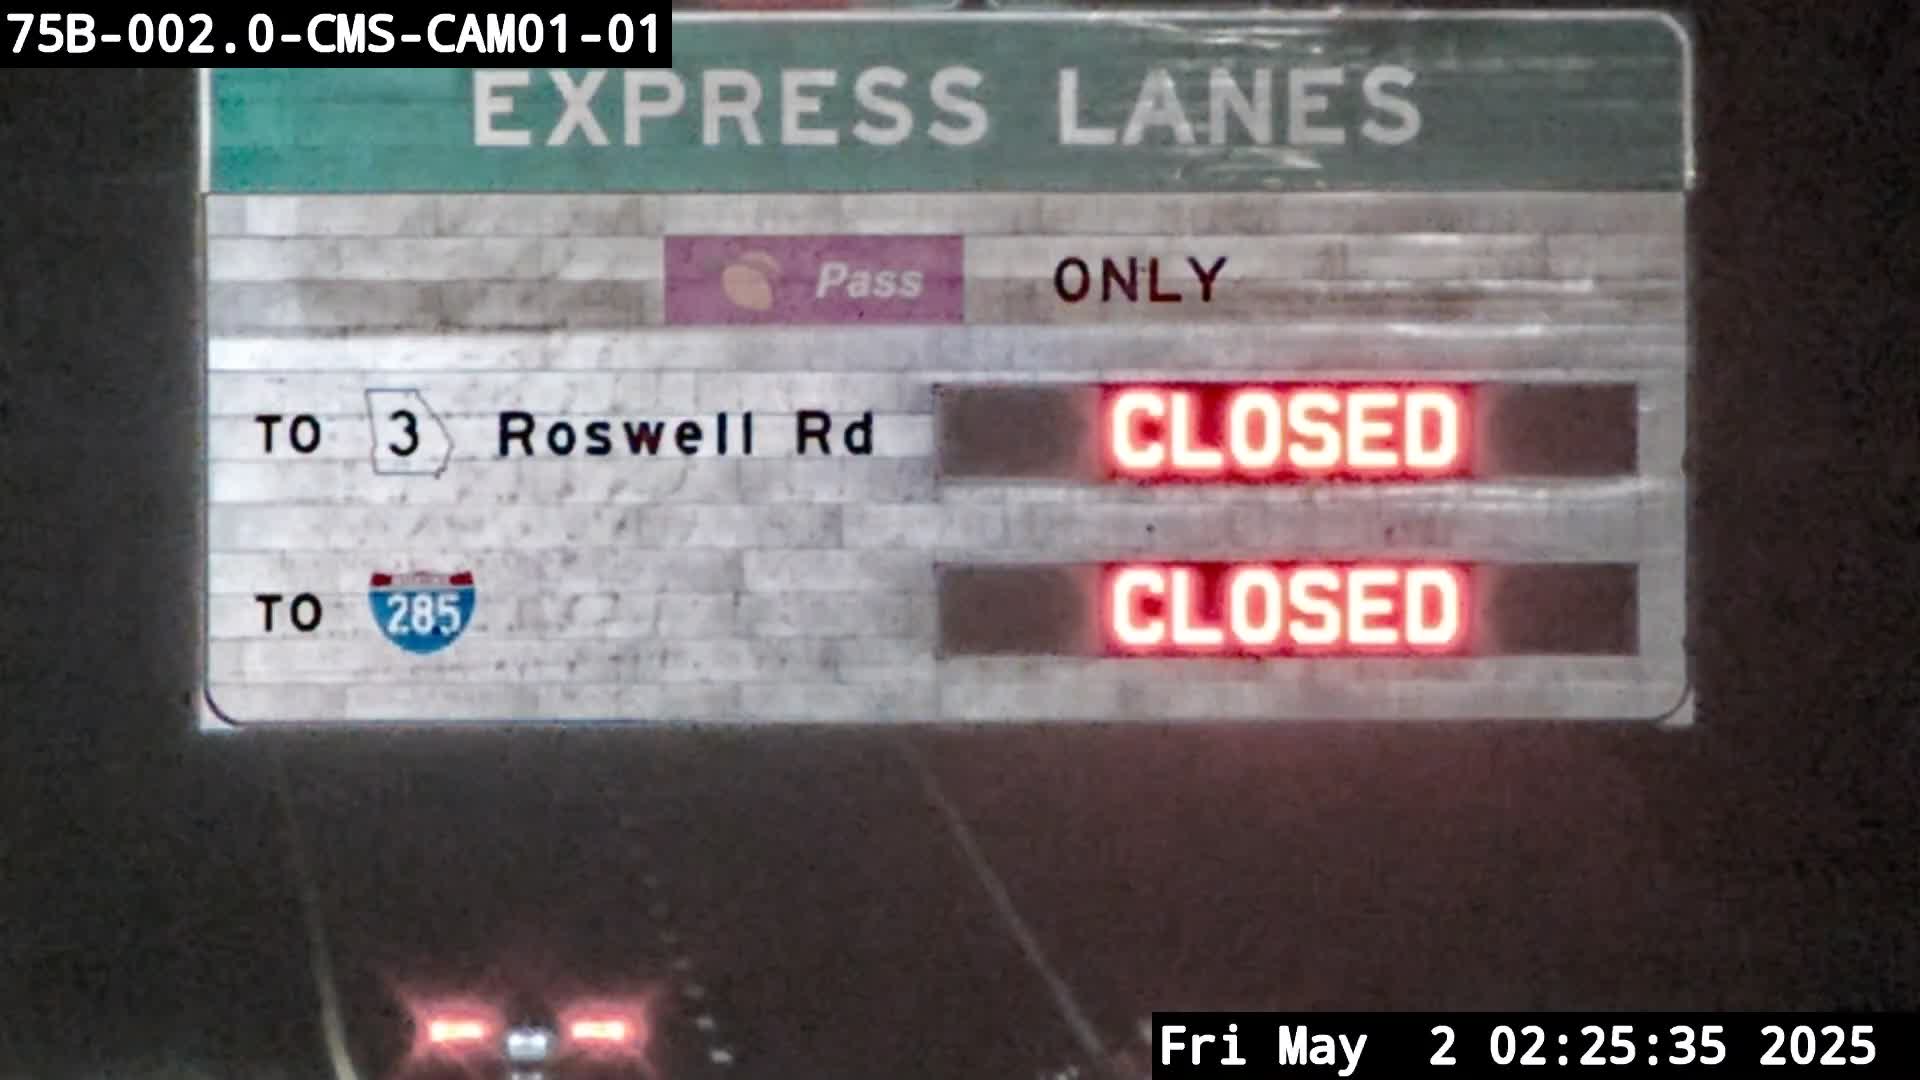 75B-002.0-CMS-CAM01-01
EXPRESS LANES
Pass ONLY
TO 3 Roswell Rd CLOSED
TO 285 CLOSED
Fri May 2 02:25:35 2025